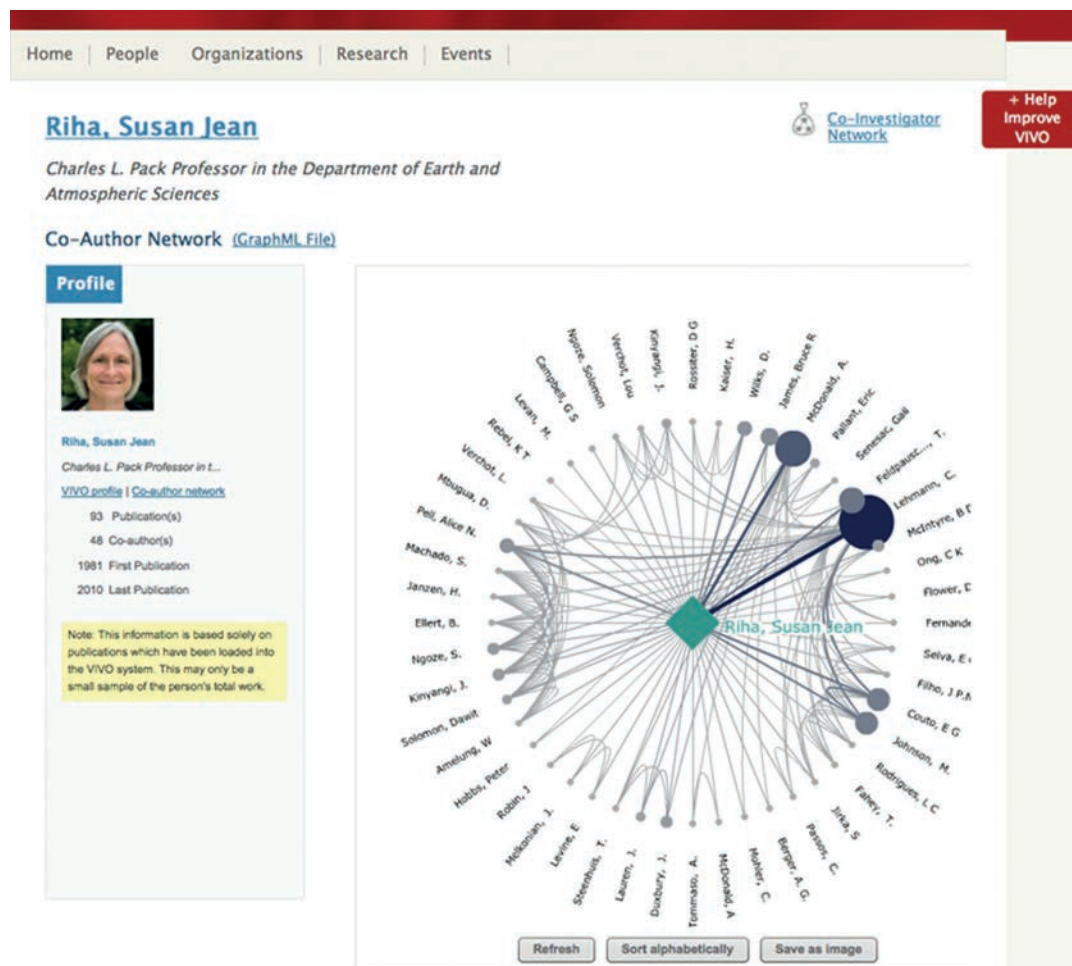 Home
People
Organizations
Research
Events
+ Help
Improve
VIVO
Riha, Susan Jean
Charles L. Pack Professor in the Department of Earth and
Atmospheric Sciences
Co-Investigator
Network
Co-Author Network (GraphML File)
Profile
Riha, Susan Jean
Charles L. Pack Professor in t...
VIVO profile | Co-author network
93 Publication(s)
48 Co-author(s)
1981 First Publication
2010 Last Publication
Note: This information is based solely on
publications which have been loaded into
the VIVO system. This may only be a
small sample of the person's total work.
Rossiter, D G
Kaiser, H.
Wilks, D.
James, Bruce R
McDonald, A.
Pallant, Eric
Senesac, Gail
Feldpausc..., T.
Lehmann, C.
McIntyre, B D
Ong, C K
Flower, D
Fernande
Selva, E
Filho, J P.M
Couto, E G
Johnson, M.
Rodrigues, L C
Fahey, T.
Jirka, S
Passos, C.
Berger, A. G.
Mohler, C.
McDonald, A
Tommaso, A.
Duxbury, J.
Lauren, J.
Steenhuis, T.
Levine, E
Melkonian, J.
Robin, J
Hobbs, Peter
Amelung, W
Solomon, Dawit
Kinyangi, J.
Ngoze, S.
Ellert, B.
Janzen, H.
Machado, S.
Pell, Alice N.
Mbugua, D.
Verchot, L.
Rebel, K T
Levan, M.
Campbell, G S
Ngoze, Solomon
Verchot, Lou
Kinyangi, J.
Riha, Susan Jean
Refresh
Sort alphabetically
Save as image